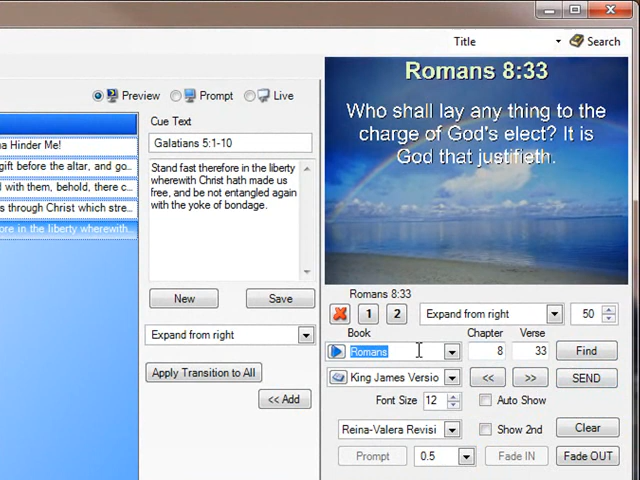 Title
Search
Preview
Prompt
Live
Cue Text
Galatians 5:1-10
Stand fast therefore in the liberty
wherewith Christ hath made us
free, and be not entangled again
with the yoke of bondage.
New
Save
Expand from right
Apply Transition to All
<< Add
a Hinder Me!
gift before the altar, and go..
with them, behold, there c..
s through Christ which stre..
ore in the liberty wherewith..
Romans 8:33
Who shall lay any thing to the
charge of God's elect? It is
God that justifieth.
Romans 8:33
1
2
Expand from right
50
Book
Chapter
Verse
Romans
8
33
Find
King James Versio
<<
>>
SEND
Font Size
12
Auto Show
Reina-Valera Revisi
Show 2nd
Clear
Prompt
0.5
Fade IN
Fade OUT